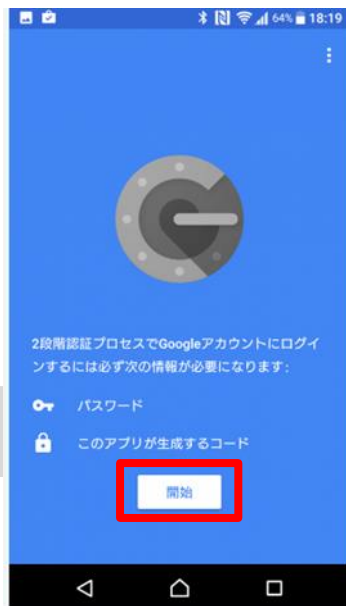 64% 18:19
2段階認証プロセスでGoogleアカウントにログイ
ンするには必ず次の情報が必要になります:
パスワード
このアプリが生成するコード
開始